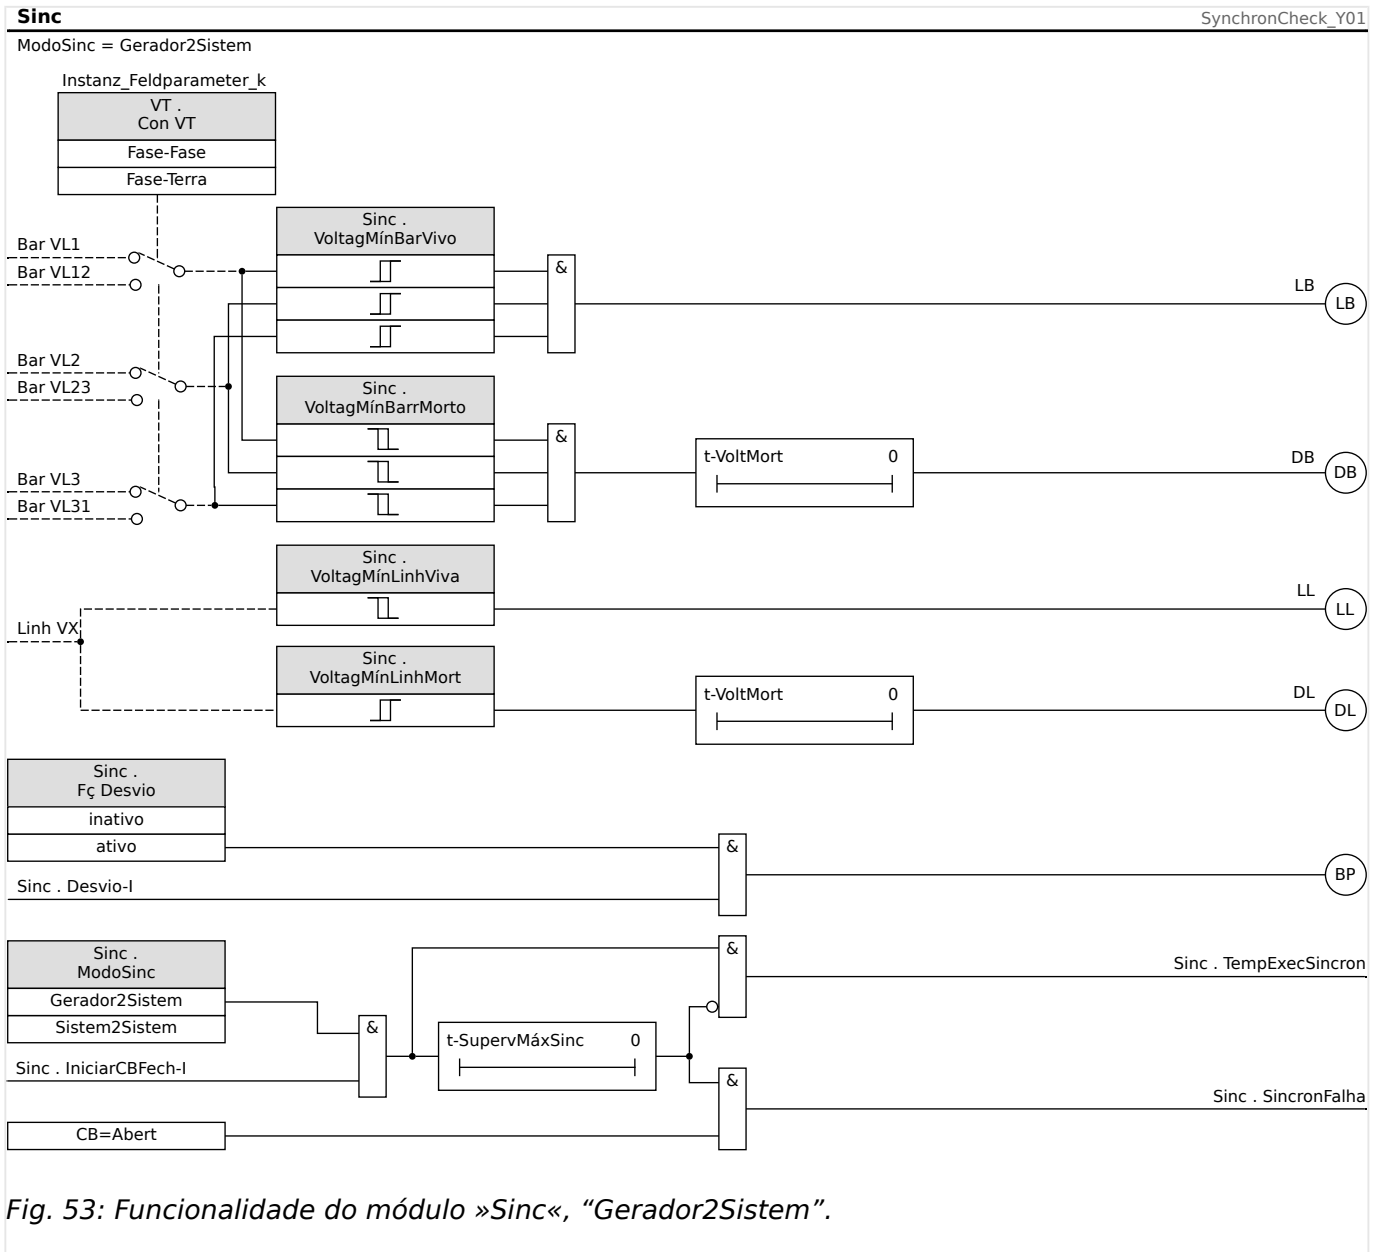 Sinc
SynchronCheck_Y01
ModoSinc = Gerador2Sistem
Instanz_Feldparameter_k
VT .
Con VT
Fase-Fase
Fase-Terra
Bar VL1
Bar VL12
Bar VL2
Bar VL23
Bar VL3
Bar VL31
Sinc .
VoltagMínBarVivo
&
LB
LB
Sinc .
VoltagMínBarrMorto
&
t-VoltMort 0
DB
DB
Linh VX
Sinc .
VoltagMínLinhViva
LL
LL
Sinc .
VoltagMínLinhMort
t-VoltMort 0
DL
DL
Sinc .
Fç Desvio
inativo
ativo
Sinc . Desvio-I
&
BP
Sinc .
ModoSinc
Gerador2Sistem
Sistem2Sistem
Sinc . IniciarCBFech-I
&
t-SupervMáxSinc 0
&
Sinc . TempExecSincron
&
Sinc . SincronFalha
CB=Abert
Fig. 53: Funcionalidade do módulo »Sinc«, “Gerador2Sistem”.